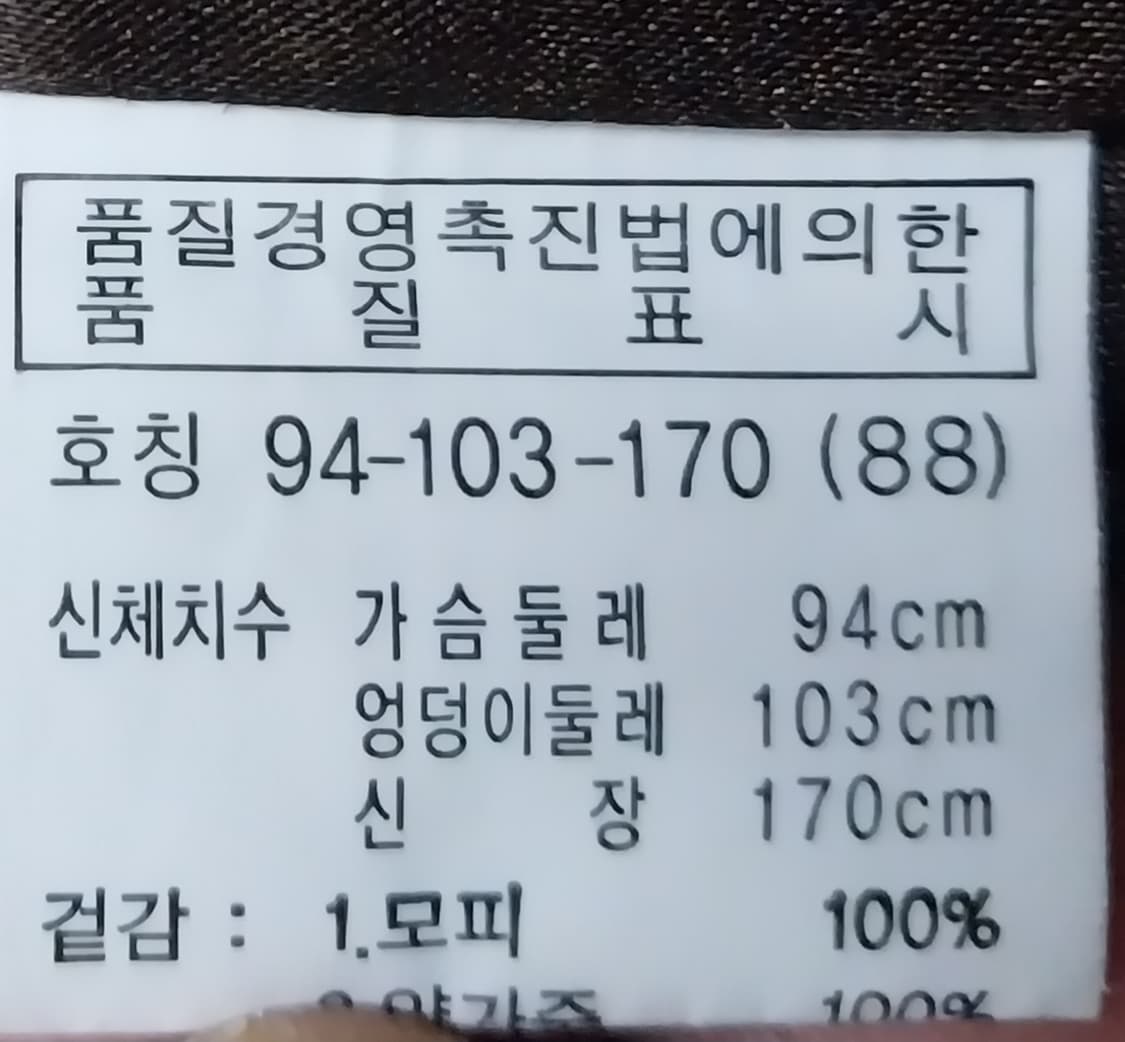 품질경영촉진법에의한
품 질 표 시
호칭 94-103-170 (88)
신체치수 가슴둘레 94cm
엉덩이둘레 103cm
신 장 170cm
겉감 : 1.모피 100%
100%